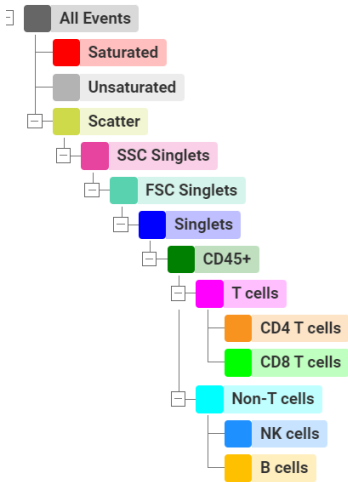 All Events
Saturated
Unsaturated
Scatter
SSC Singlets
FSC Singlets
Singlets
CD45+
T cells
CD4 T cells
CD8 T cells
Non-T cells
NK cells
B cells